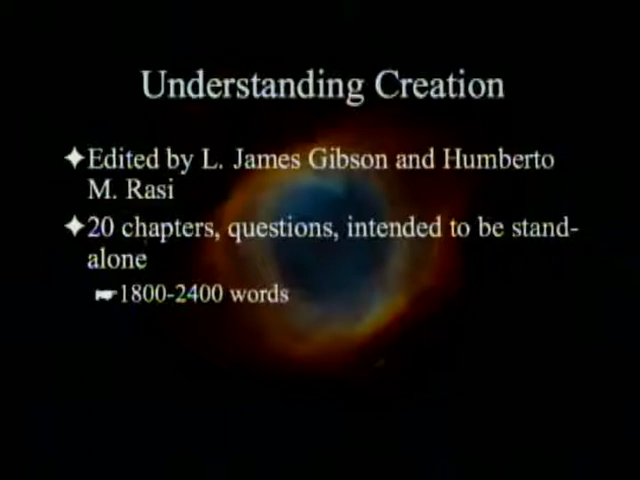 Understanding Creation
Edited by L. James Gibson and Humberto
M. Rasi
20 chapters, questions, intended to be stand-
alone
1800-2400 words